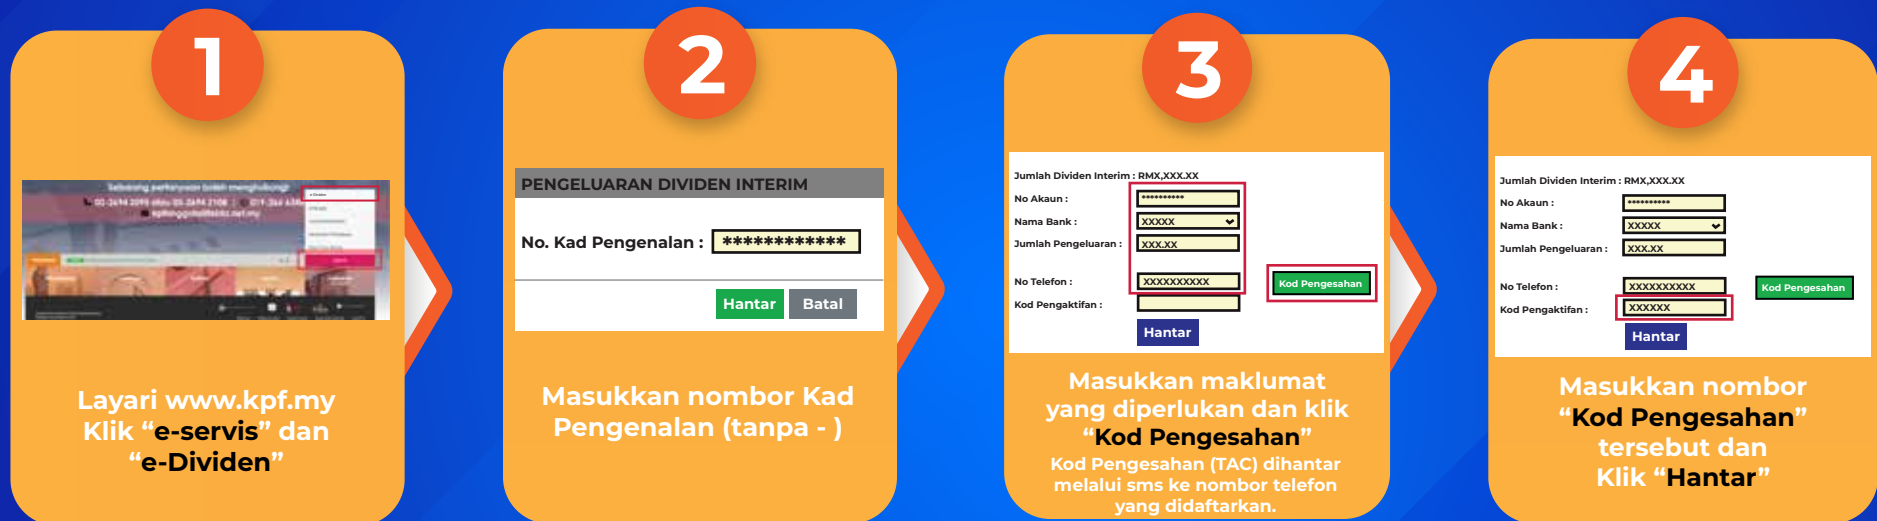 1
Sebarang pertanyaan boleh menghubungi
e-Dividen
Layari www.kpf.my
Klik “e-servis” dan
“e-Dividen”
2
PENGELUARAN DIVIDEN INTERIM
No. Kad Pengenalan : ************
Hantar Batal
Masukkan nombor Kad
Pengenalan (tanpa - )
3
Jumlah Dividen Interim : RMX,XXX.XX
No Akaun : **********
Nama Bank : XXXXX
Jumlah Pengeluaran : XXX.XX
No Telefon : XXXXXXXXXX Kod Pengesahan
Kod Pengaktifan :
Hantar
Masukkan maklumat
yang diperlukan dan klik
“Kod Pengesahan”
Kod Pengesahan (TAC) dihantar
melalui sms ke nombor telefon
yang didaftarkan.
4
Jumlah Dividen Interim : RMX,XXX.XX
No Akaun : **********
Nama Bank : XXXXX
Jumlah Pengeluaran : XXX.XX
No Telefon : XXXXXXXXXX Kod Pengesahan
Kod Pengaktifan : XXXXXX
Hantar
Masukkan nombor
“Kod Pengesahan”
tersebut dan
Klik “Hantar”